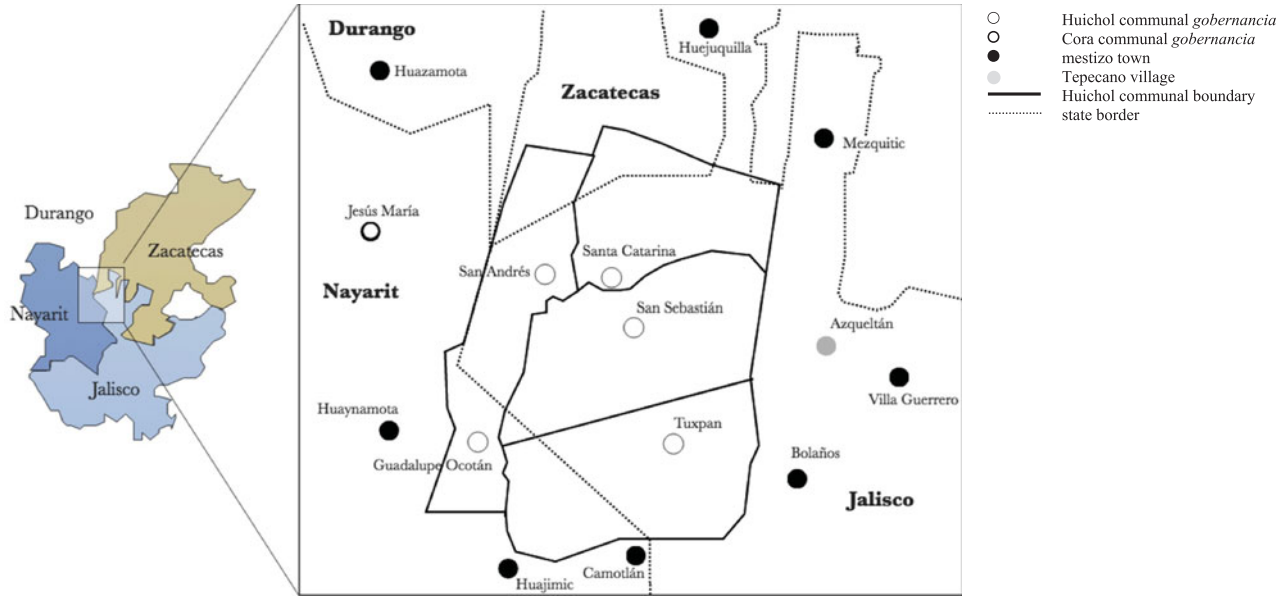 Durango
Zacatecas
Nayarit
Jalisco
Durango
Huazamota
Huejuquilla
Zacatecas
Mezquitic
Jesús María
San Andrés
Santa Catarina
Nayarit
San Sebastián
Azqueltán
Villa Guerrero
Huaynamota
Tuxpan
Guadalupe Ocotán
Bolaños
Jalisco
Huajimic
Camotlán
Huichol communal gobernancia
Cora communal gobernancia
mestizo town
Tepecano village
Huichol communal boundary
state border